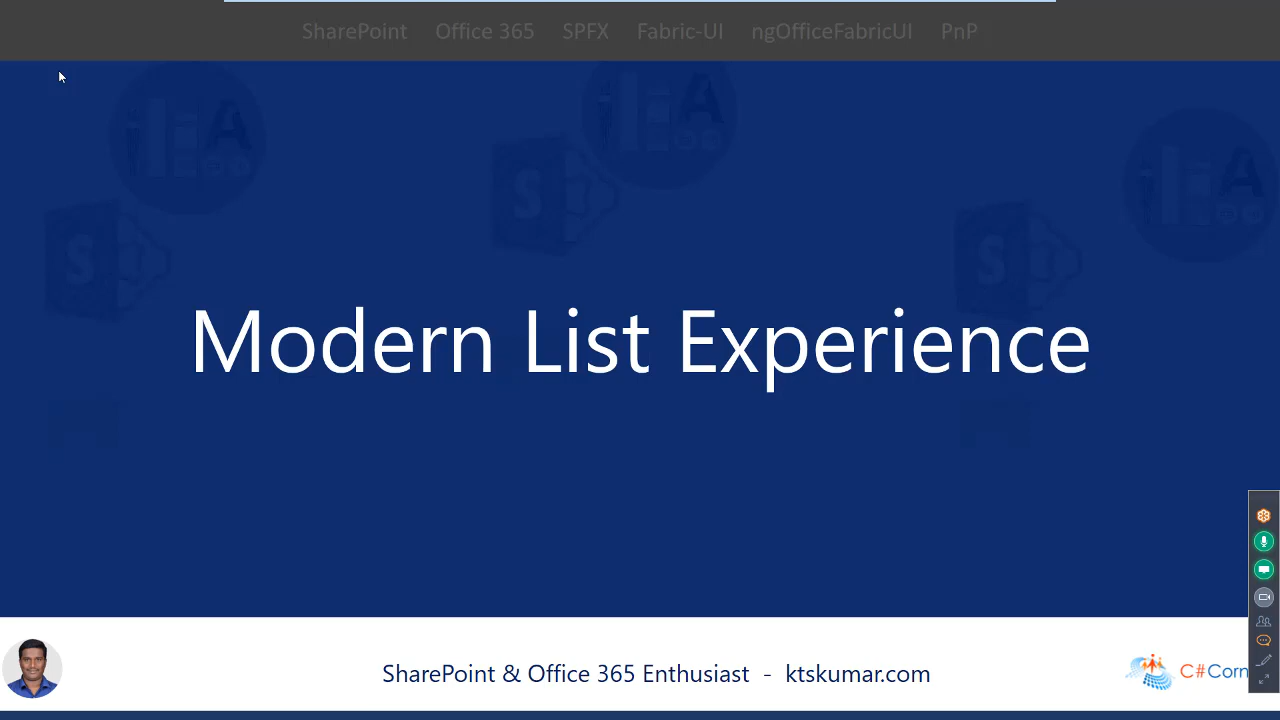 SharePoint Office 365 SPFX Fabric-UI ngOfficeFabricUI PnP
Modern List Experience
SharePoint & Office 365 Enthusiast - ktskumar.com
C#Corn